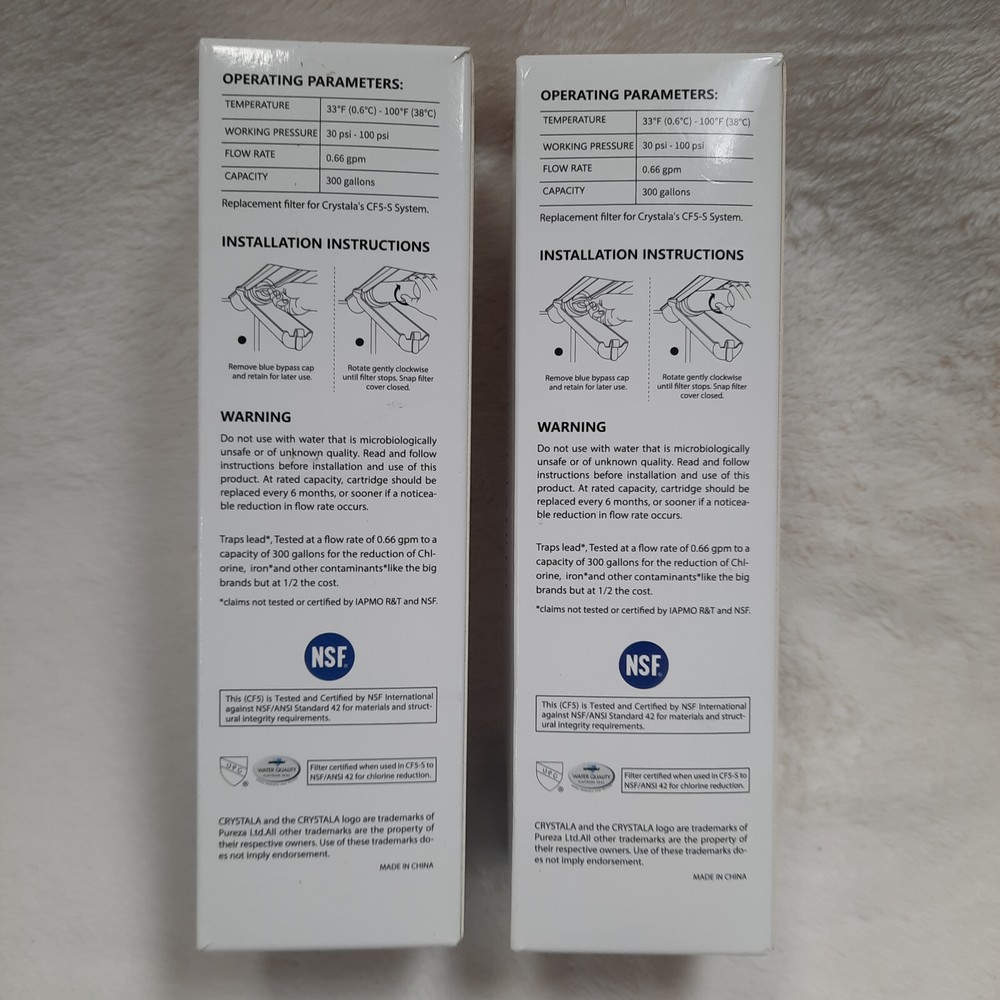 OPERATING PARAMETERS:
TEMPERATURE 33°F (0.6°C) - 100°F (38°C)
WORKING PRESSURE 30 psi - 100 psi
FLOW RATE 0.66 gpm
CAPACITY 300 gallons
Replacement filter for Crystala's CF5-S System.
INSTALLATION INSTRUCTIONS
Remove blue bypass cap
and retain for later use.
Rotate gently clockwise
until filter stops. Snap filter
cover closed.
WARNING
Do not use with water that is microbiologically
unsafe or of unknown quality. Read and follow
instructions before installation and use of this
product. At rated capacity, cartridge should be
replaced every 6 months, or sooner if a noticea-
ble reduction in flow rate occurs.
Traps lead*, Tested at a flow rate of 0.66 gpm to a
capacity of 300 gallons for the reduction of Chl-
orine, iron*and other contaminants*like the big
brands but at 1/2 the cost.
*claims not tested or certified by IAPMO R&T and NSF.
NSF
This (CF5) is Tested and Certified by NSF International
against NSF/ANSI Standard 42 for materials and struct-
ural integrity requirements.
UPC
WATER QUALITY
Filter certified when used in CF5-S to
NSF/ANSI 42 for chlorine reduction.
CRYSTALA and the CRYSTALA logo are trademarks of
Pureza Ltd.All other trademarks are the property of
their respective owners. Use of these trademarks do-
es not imply endorsement.
MADE IN CHINA
OPERATING PARAMETERS:
TEMPERATURE 33°F (0.6°C) - 100°F (38°C)
WORKING PRESSURE 30 psi - 100 psi
FLOW RATE 0.66 gpm
CAPACITY 300 gallons
Replacement filter for Crystala's CF5-S System.
INSTALLATION INSTRUCTIONS
Remove blue bypass cap
and retain for later use.
Rotate gently clockwise
until filter stops. Snap filter
cover closed.
WARNING
Do not use with water that is microbiologically
unsafe or of unknown quality. Read and follow
instructions before installation and use of this
product. At rated capacity, cartridge should be
replaced every 6 months, or sooner if a noticea-
ble reduction in flow rate occurs.
Traps lead*, Tested at a flow rate of 0.66 gpm to a
capacity of 300 gallons for the reduction of Chl-
orine, iron*and other contaminants*like the big
brands but at 1/2 the cost.
*claims not tested or certified by IAPMO R&T and NSF.
NSF
This (CF5) is Tested and Certified by NSF International
against NSF/ANSI Standard 42 for materials and struct-
ural integrity requirements.
UPC
WATER QUALITY
Filter certified when used in CF5-S to
NSF/ANSI 42 for chlorine reduction.
CRYSTALA and the CRYSTALA logo are trademarks of
Pureza Ltd.All other trademarks are the property of
their respective owners. Use of these trademarks do-
es not imply endorsement.
MADE IN CHINA